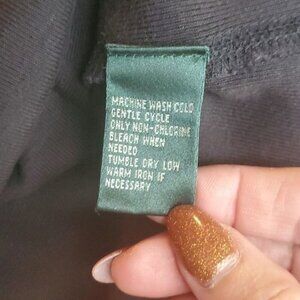 MACHINE WASH COLD
GENTLE CYCLE
ONLY NON-CHLORINE
BLEACH WHEN
NEEDED
TUMBLE DRY LOW
WARM IRON IF
NECESSARY